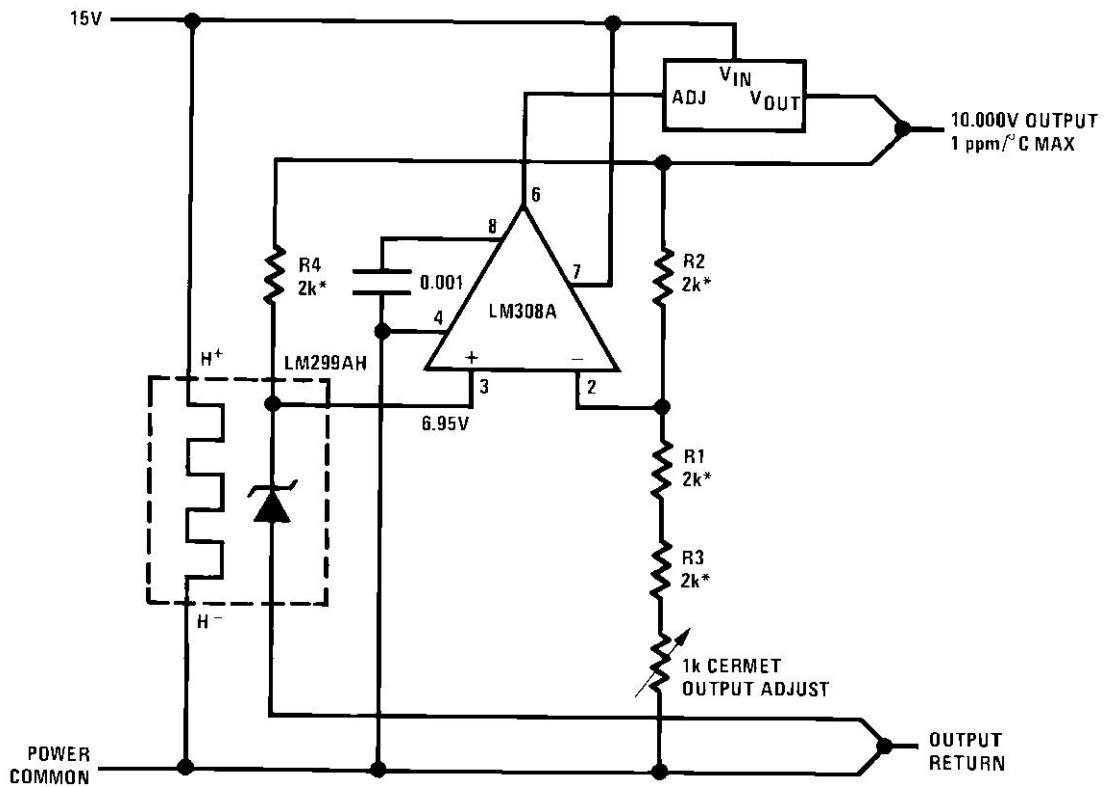 15V
VIN
ADJ
VOUT
10.000V OUTPUT
1 ppm/°C MAX
6
8
R4
2k*
0.001
7
R2
2k*
LM308A
4
H+
LM299AH
+
−
3
2
6.95V
R1
2k*
R3
2k*
H−
1k CERMET
OUTPUT ADJUST
POWER
COMMON
OUTPUT
RETURN